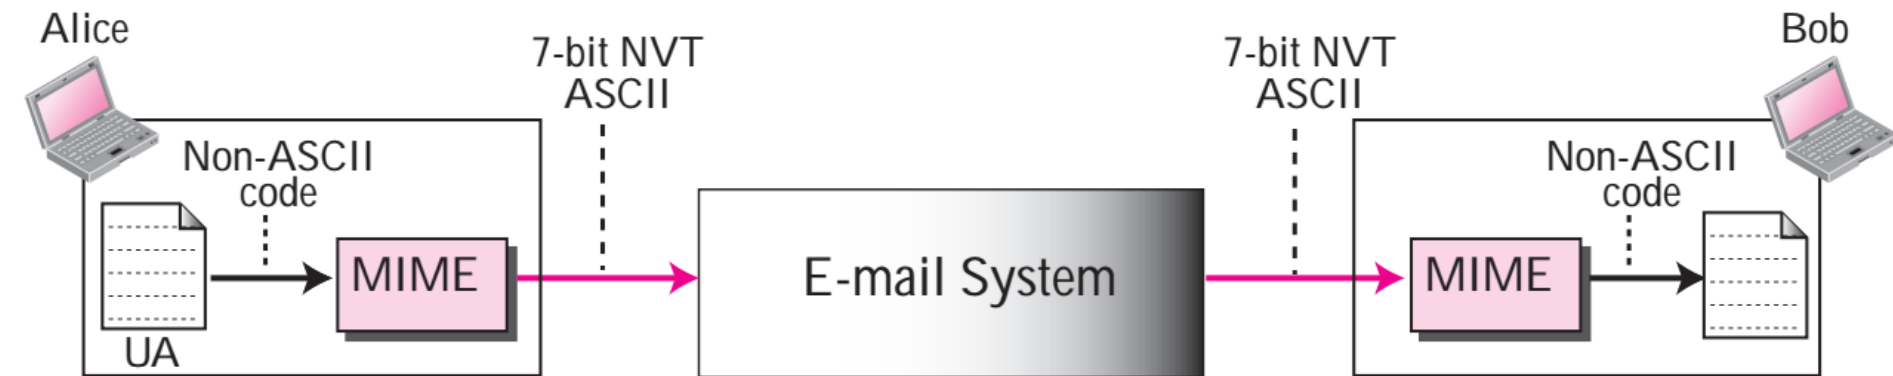 Alice
7-bit NVT
ASCII
7-bit NVT
ASCII
Bob
Non-ASCII
code
Non-ASCII
code
MIME
E-mail System
MIME
UA